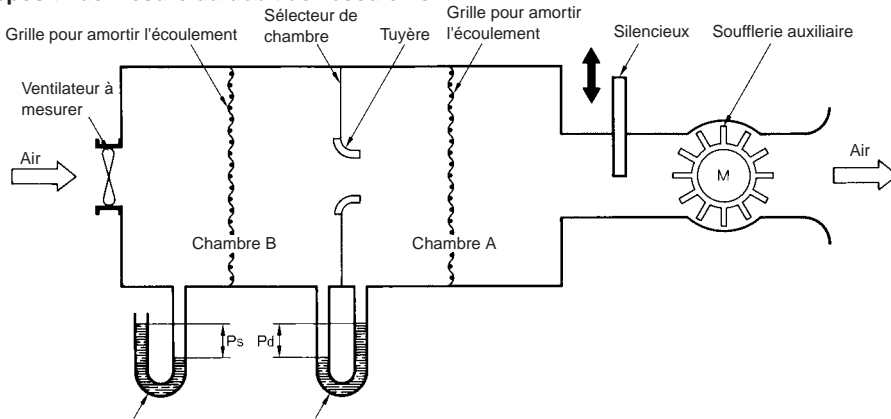 Grille pour amortir l'écoulement
Sélecteur de
chambre
Tuyère
Grille pour amortir
l'écoulement
Silencieux
Soufflerie auxiliaire
Ventilateur à
mesurer
Air
M
Air
Chambre B
Chambre A
Ps
Pd